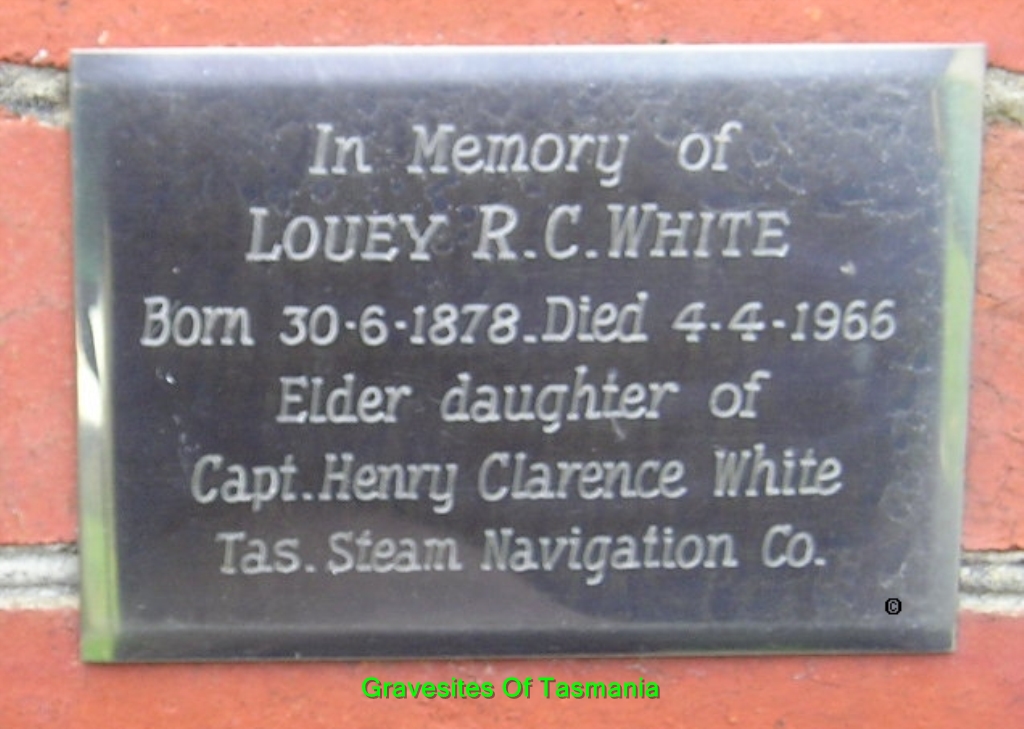 In Memory of
LOUEY R.C. WHITE
Born 30-6-1878. Died 4-4-1966
Elder daughter of
Capt. Henry Clarence White
Tas. Steam Navigation Co.
©
Gravesites Of Tasmania